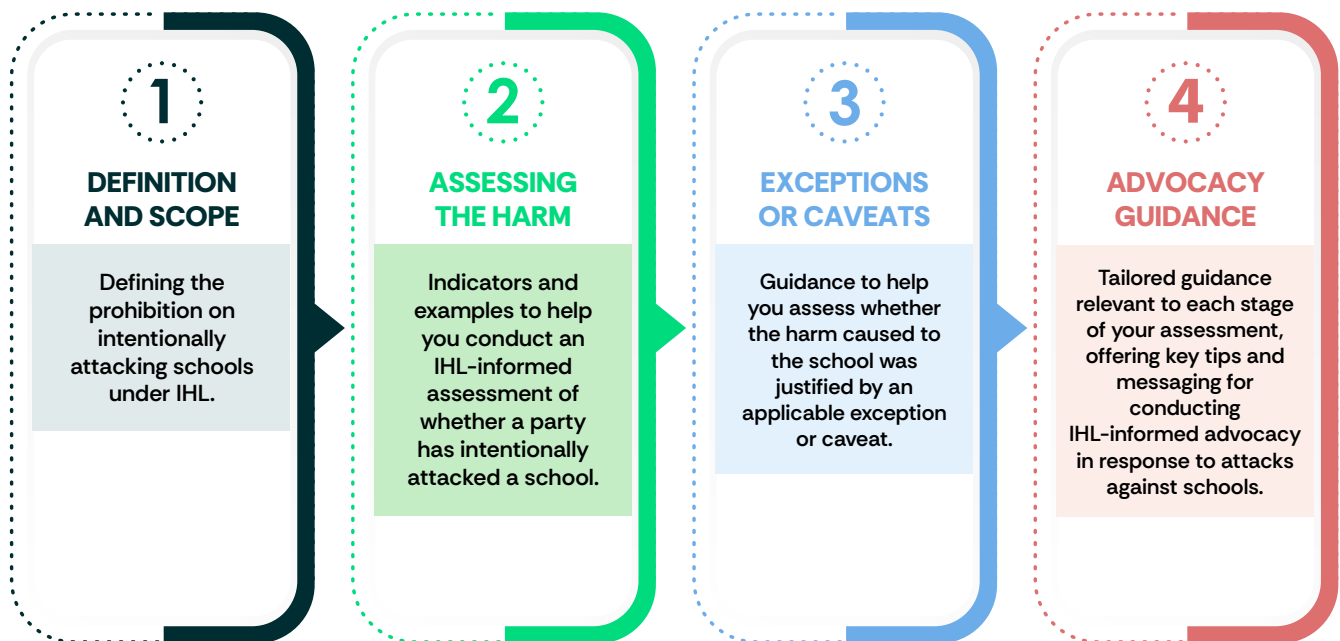 1
DEFINITION
AND SCOPE
Defining the
prohibition on
intentionally
attacking schools
under IHL.
2
ASSESSING
THE HARM
Indicators and
examples to help
you conduct an
IHL-informed
assessment of
whether a party
has intentionally
attacked a school.
3
EXCEPTIONS
OR CAVEATS
Guidance to help
you assess whether
the harm caused to
the school was
justified by an
applicable exception
or caveat.
4
ADVOCACY
GUIDANCE
Tailored guidance
relevant to each stage
of your assessment,
offering key tips and
messaging for
conducting
IHL-informed advocacy
in response to attacks
against schools.